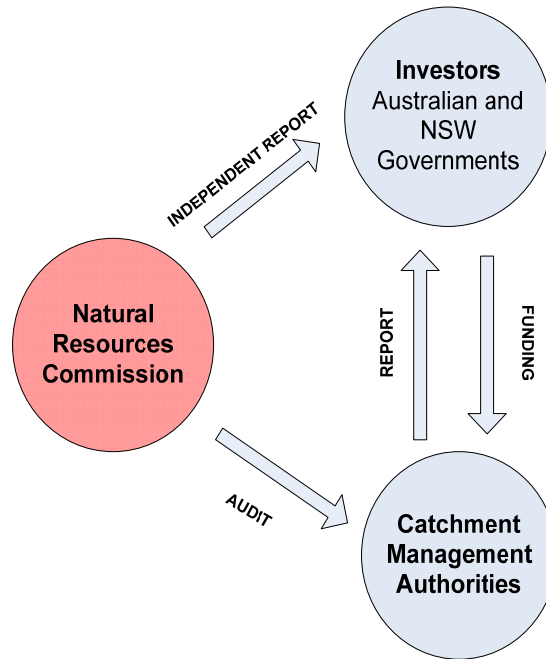 Investors
Australian and
NSW
Governments
INDEPENDENT REPORT
Natural
Resources
Commission
REPORT
FUNDING
AUDIT
Catchment
Management
Authorities